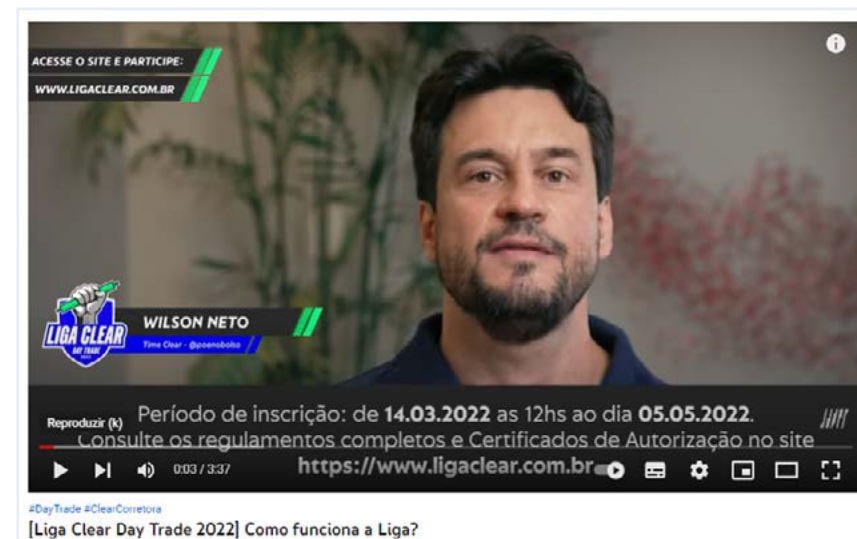 ACESSE O SITE E PARTICIPE:
WWW.LIGACLEAR.COM.BR
LIGA CLEAR
DAY TRADE
WILSON NETO
Time Clear - @poenobolso
Período de inscrição: de 14.03.2022 as 12hs ao dia 05.05.2022.
Reproduzir (k)
Consulte os regulamentos completos e Certificados de Autorização no site
0:03 / 3:37
https://www.ligaclear.com.br
#DayTrade #ClearCorretora
[Liga Clear Day Trade 2022] Como funciona a Liga?